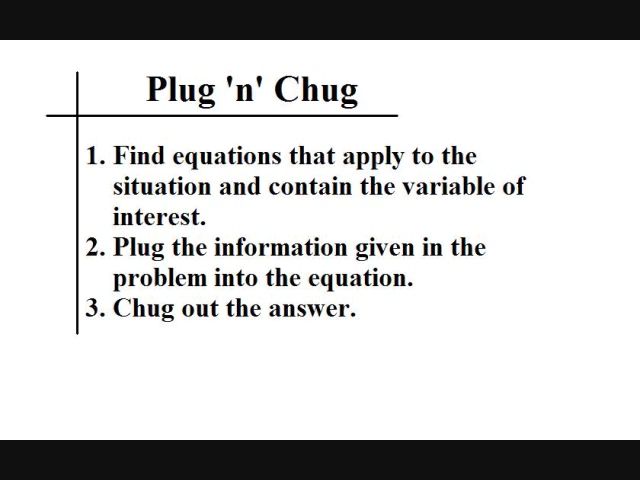 Plug 'n' Chug
1. Find equations that apply to the
situation and contain the variable of
interest.
2. Plug the information given in the
problem into the equation.
3. Chug out the answer.